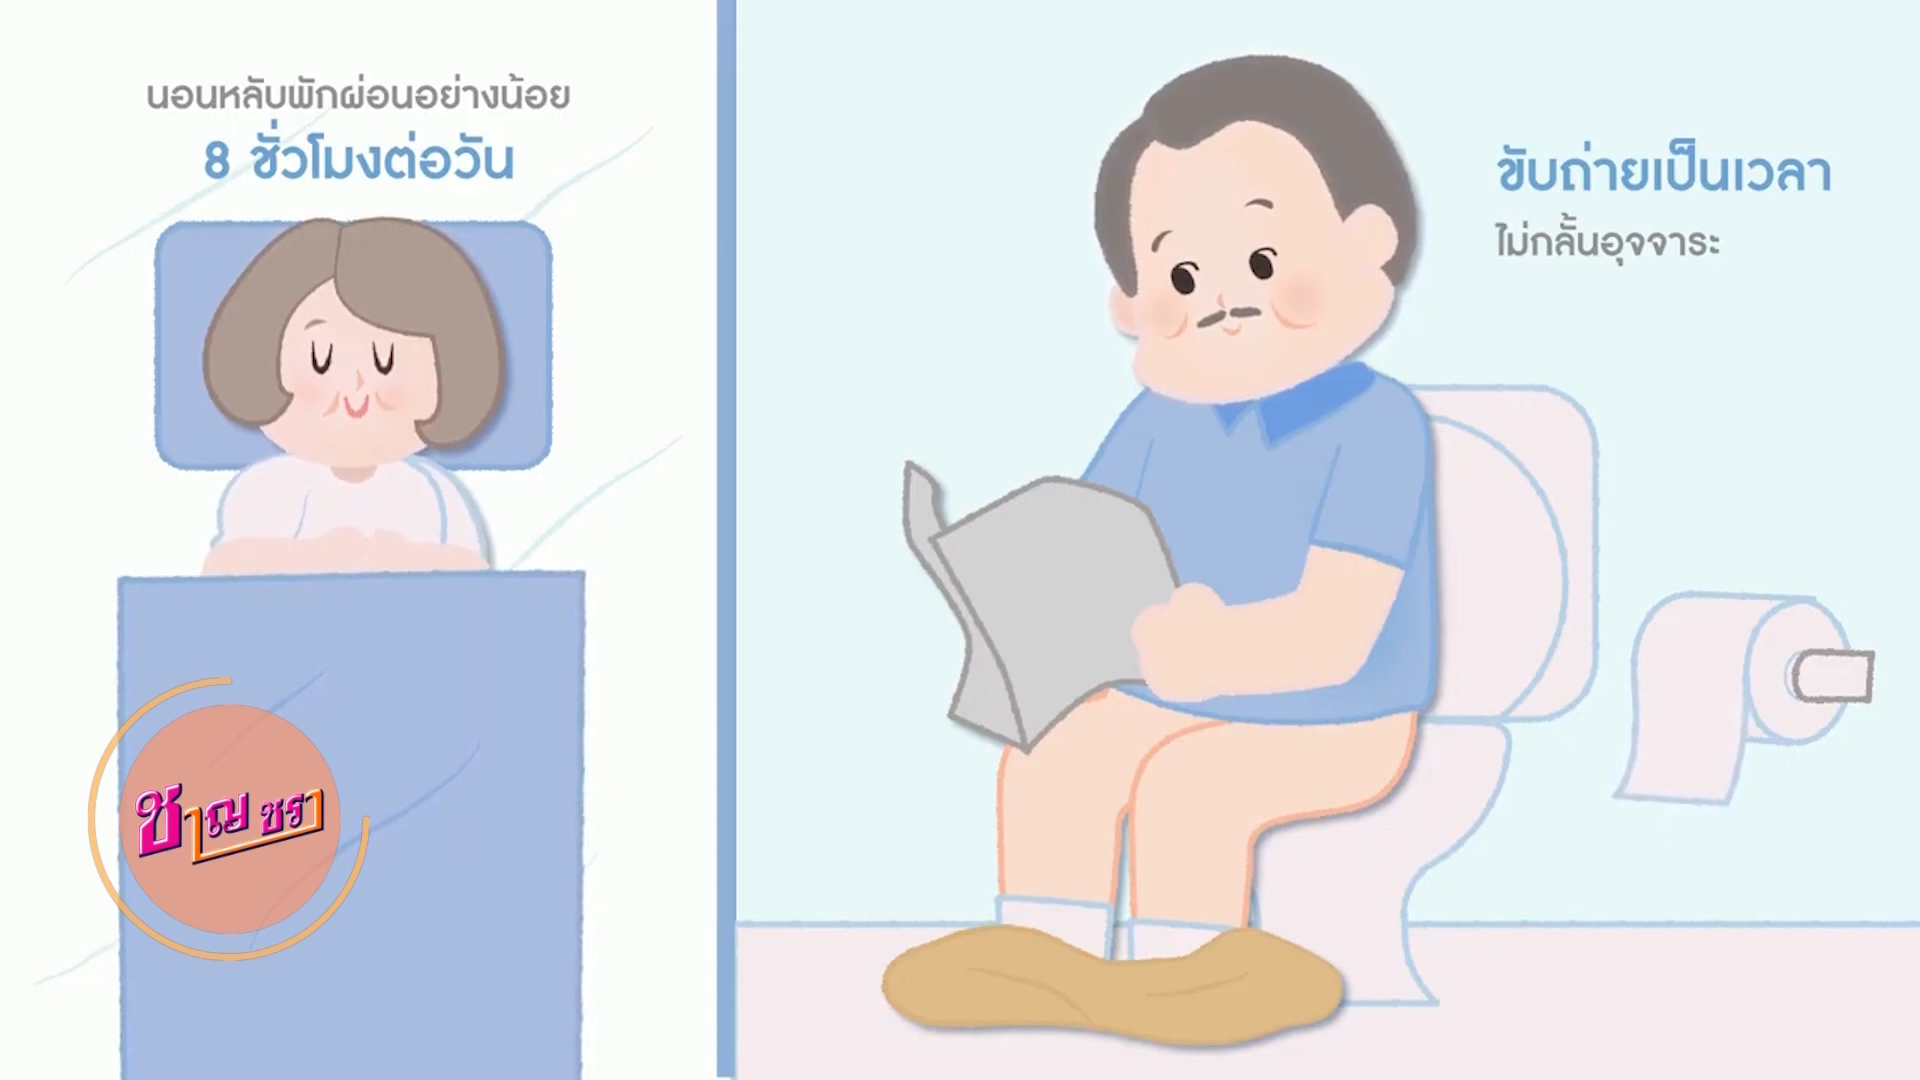 นอนหลับพักผ่อนอย่างน้อย
8 ชั่วโมงต่อวัน
ขับถ่ายเป็นเวลา
ไม่กลั้นอุจจาระ
ชาญชรา